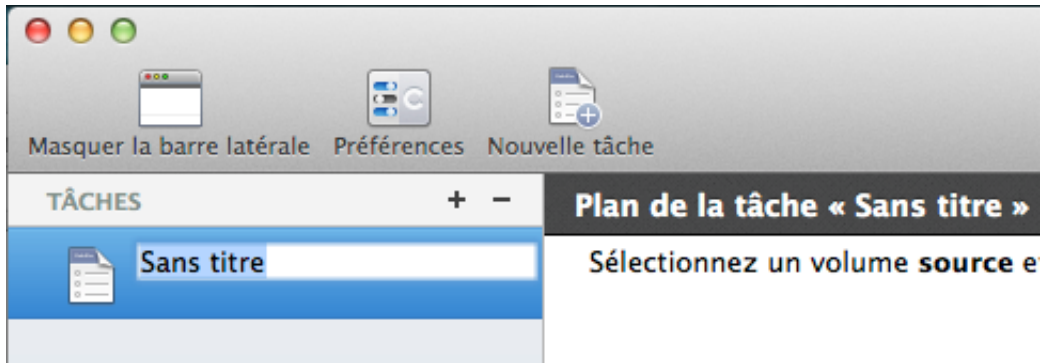 Masquer la barre latérale Préférences Nouvelle tâche
TÂCHES + −
Plan de la tâche « Sans titre »
Sans titre
Sélectionnez un volume source e